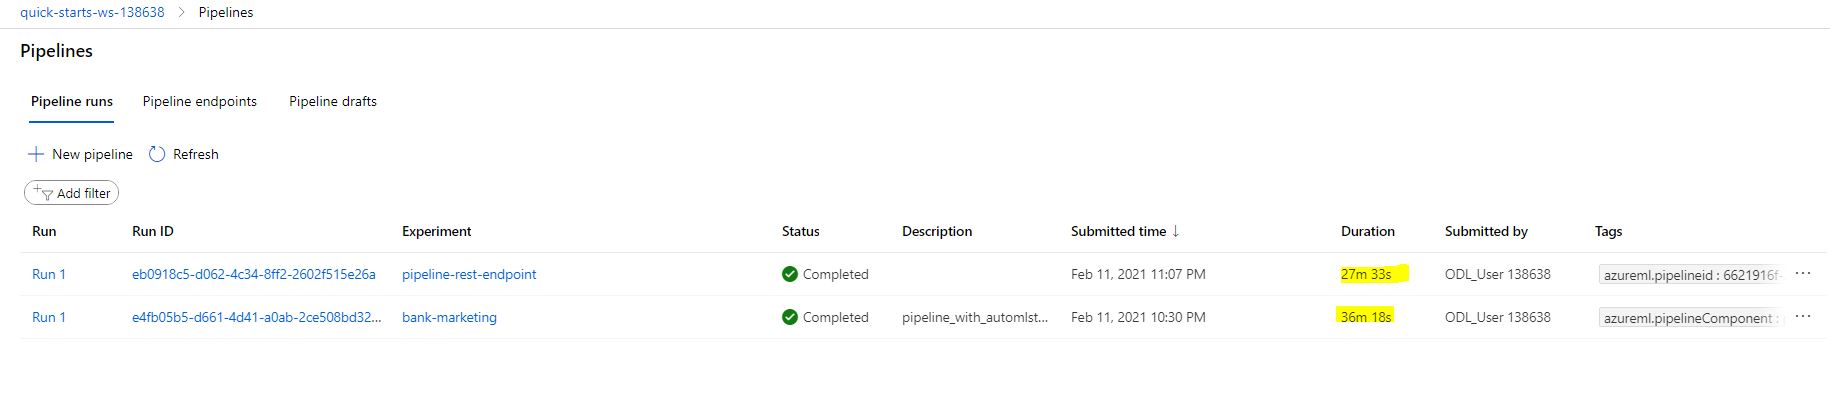 quick-starts-ws-138638 > Pipelines
Pipelines
Pipeline runs Pipeline endpoints Pipeline drafts
New pipeline Refresh
Add filter
Run Run ID Experiment Status Description Submitted time ↓ Duration Submitted by Tags
Run 1 eb0918c5-d062-4c34-8ff2-2602f515e26a pipeline-rest-endpoint Completed Feb 11, 2021 11:07 PM 27m 33s ODL_User 138638 azureml.pipelineid : 6621916f- ...
Run 1 e4fb05b5-d661-4d41-a0ab-2ce508bd32... bank-marketing Completed pipeline_with_automlst... Feb 11, 2021 10:30 PM 36m 18s ODL_User 138638 azureml.pipelineComponent : ...